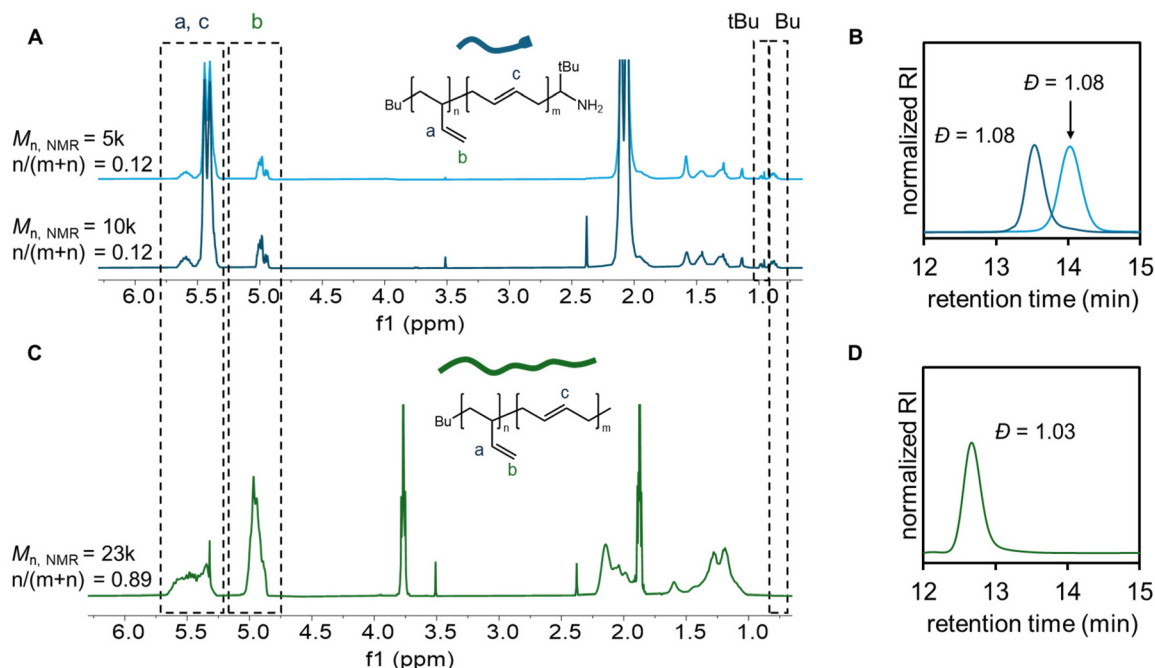 A
a, c
b
tBu
Bu
B
tBu
c
Bu
n
m
NH2
a
b
Mn, NMR = 5k
n/(m+n) = 0.12
Mn, NMR = 10k
n/(m+n) = 0.12
6.0 5.5 5.0 4.5 3.5 3.0 2.5 2.0 1.5 1.0
f1 (ppm)
normalized RI
Đ = 1.08
Đ = 1.08
12 13 14 15
retention time (min)
C
c
Bu
n
m
a
b
Mn, NMR = 23k
n/(m+n) = 0.89
6.0 5.5 5.0 4.5 3.5 3.0 2.5 2.0 1.5 1.0
f1 (ppm)
D
normalized RI
Đ = 1.03
12 13 14 15
retention time (min)